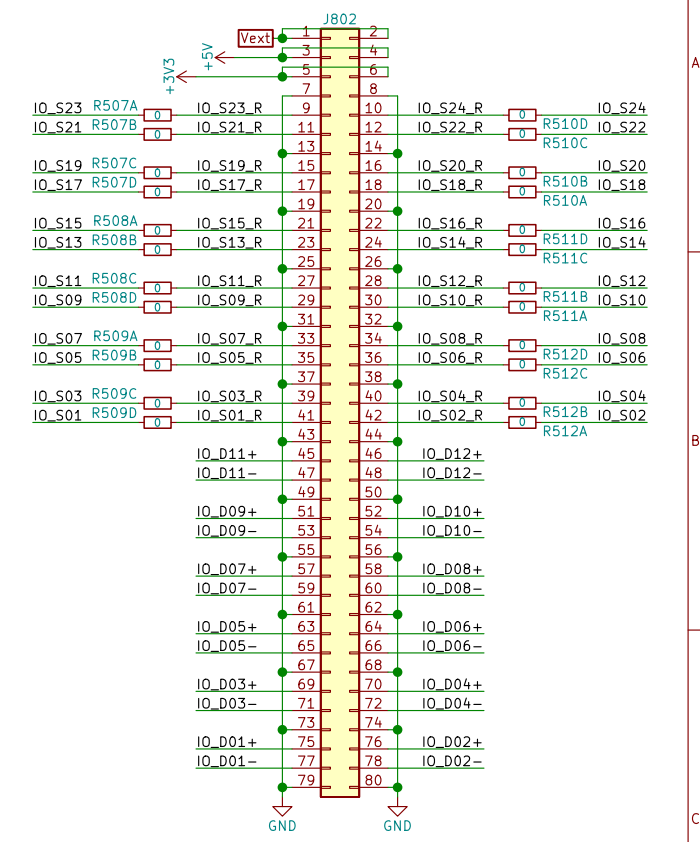 J802
Vext 1 2
+5V 3 4
+3V3 5 6
7 8
IO_S23 R507A 0 IO_S23_R 9 10 IO_S24_R 0 R510D IO_S24
IO_S21 R507B 0 IO_S21_R 11 12 IO_S22_R 0 R510C IO_S22
13 14
IO_S19 R507C 0 IO_S19_R 15 16 IO_S20_R 0 R510B IO_S20
IO_S17 R507D 0 IO_S17_R 17 18 IO_S18_R 0 R510A IO_S18
19 20
IO_S15 R508A 0 IO_S15_R 21 22 IO_S16_R 0 R511D IO_S16
IO_S13 R508B 0 IO_S13_R 23 24 IO_S14_R 0 R511C IO_S14
25 26
IO_S11 R508C 0 IO_S11_R 27 28 IO_S12_R 0 R511B IO_S12
IO_S09 R508D 0 IO_S09_R 29 30 IO_S10_R 0 R511A IO_S10
31 32
IO_S07 R509A 0 IO_S07_R 33 34 IO_S08_R 0 R512D IO_S08
IO_S05 R509B 0 IO_S05_R 35 36 IO_S06_R 0 R512C IO_S06
37 38
IO_S03 R509C 0 IO_S03_R 39 40 IO_S04_R 0 R512B IO_S04
IO_S01 R509D 0 IO_S01_R 41 42 IO_S02_R 0 R512A IO_S02
43 44
IO_D11+ 45 46 IO_D12+
IO_D11- 47 48 IO_D12-
49 50
IO_D09+ 51 52 IO_D10+
IO_D09- 53 54 IO_D10-
55 56
IO_D07+ 57 58 IO_D08+
IO_D07- 59 60 IO_D08-
61 62
IO_D05+ 63 64 IO_D06+
IO_D05- 65 66 IO_D06-
67 68
IO_D03+ 69 70 IO_D04+
IO_D03- 71 72 IO_D04-
73 74
IO_D01+ 75 76 IO_D02+
IO_D01- 77 78 IO_D02-
79 80
GND GND
A
B
C